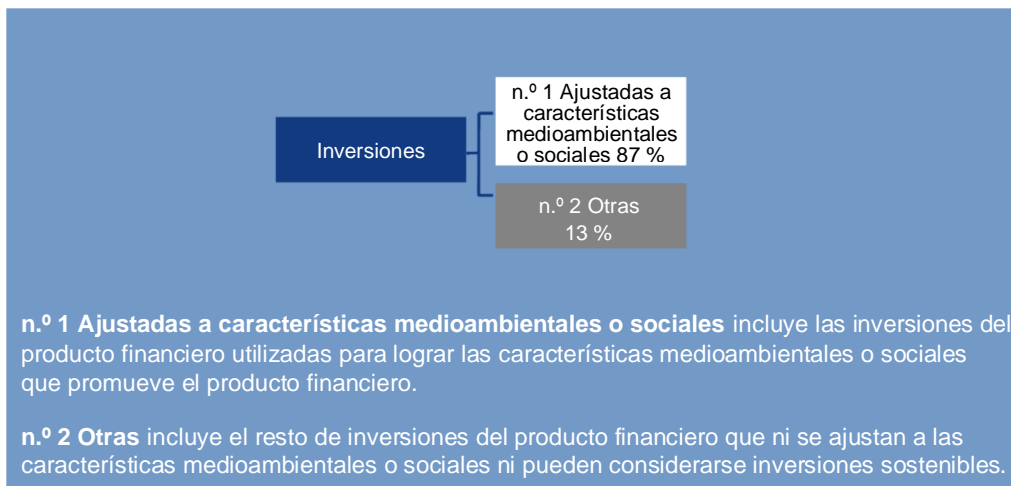 Inversiones
n.º 1 Ajustadas a
características
medioambientales
o sociales 87 %
n.º 2 Otras
13 %
n.º 1 Ajustadas a características medioambientales o sociales incluye las inversiones del
producto financiero utilizadas para lograr las características medioambientales o sociales
que promueve el producto financiero.
n.º 2 Otras incluye el resto de inversiones del producto financiero que ni se ajustan a las
características medioambientales o sociales ni pueden considerarse inversiones sostenibles.